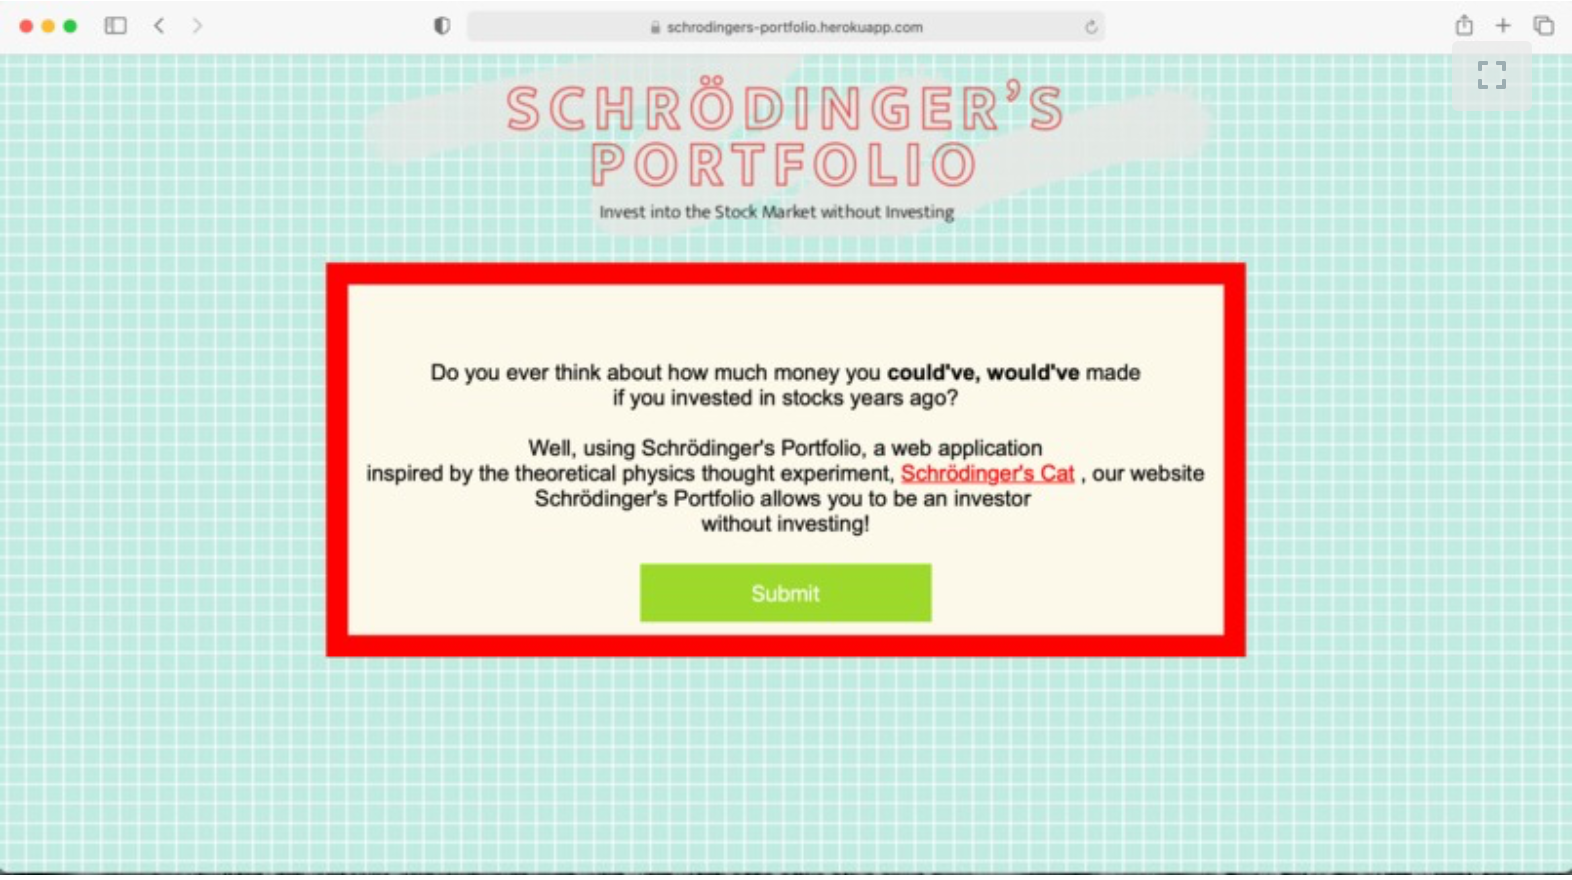 schrodingers-portfolio.herokuapp.com
SCHRÖDINGER'S
PORTFOLIO
Invest into the Stock Market without Investing
Do you ever think about how much money you could've, would've made
if you invested in stocks years ago?
Well, using Schrödinger's Portfolio, a web application
inspired by the theoretical physics thought experiment, Schrödinger's Cat , our website
Schrödinger's Portfolio allows you to be an investor
without investing!
Submit